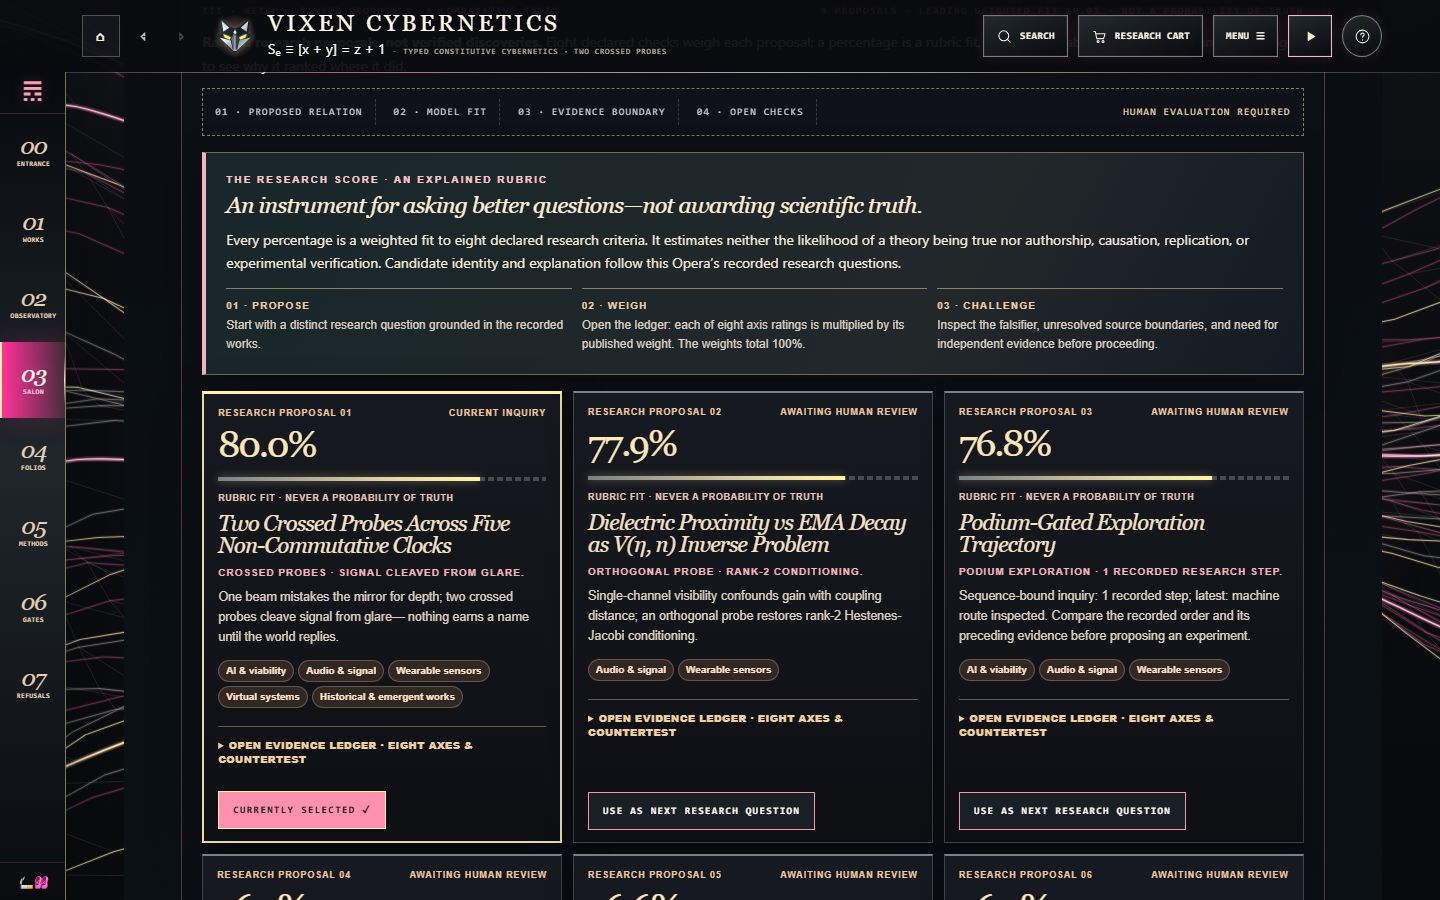 VIXEN CYBERNETICS
Sₑ ≡ [x + y] = z + 1 · TYPED CONSTITUTIVE CYBERNETICS · TWO CROSSED PROBES
SEARCH
RESEARCH CART
MENU ☰
to see why it ranked where it did.
00
ENTRANCE
01
WORKS
02
OBSERVATORY
03
SALON
04
FOLIOS
05
METHODS
06
GATES
07
REFUSALS
01 · PROPOSED RELATION
02 · MODEL FIT
03 · EVIDENCE BOUNDARY
04 · OPEN CHECKS
HUMAN EVALUATION REQUIRED
THE RESEARCH SCORE · AN EXPLAINED RUBRIC
An instrument for asking better questions—not awarding scientific truth.
Every percentage is a weighted fit to eight declared research criteria. It estimates neither the likelihood of a theory being true nor authorship, causation, replication, or
experimental verification. Candidate identity and explanation follow this Opera's recorded research questions.
01 · PROPOSE
Start with a distinct research question grounded in the recorded
works.
02 · WEIGH
Open the ledger: each of eight axis ratings is multiplied by its
published weight. The weights total 100%.
03 · CHALLENGE
Inspect the falsifier, unresolved source boundaries, and need for
independent evidence before proceeding.
RESEARCH PROPOSAL 01
CURRENT INQUIRY
80.0%
RUBRIC FIT · NEVER A PROBABILITY OF TRUTH
Two Crossed Probes Across Five
Non-Commutative Clocks
CROSSED PROBES · SIGNAL CLEAVED FROM GLARE.
One beam mistakes the mirror for depth; two crossed
probes cleave signal from glare— nothing earns a name
until the world replies.
AI & viability
Audio & signal
Wearable sensors
Virtual systems
Historical & emergent works
▸ OPEN EVIDENCE LEDGER · EIGHT AXES &
COUNTERTEST
CURRENTLY SELECTED ✓
RESEARCH PROPOSAL 02
AWAITING HUMAN REVIEW
77.9%
RUBRIC FIT · NEVER A PROBABILITY OF TRUTH
Dielectric Proximity vs EMA Decay
as V(η, n) Inverse Problem
ORTHOGONAL PROBE · RANK-2 CONDITIONING.
Single-channel visibility confounds gain with coupling
distance; an orthogonal probe restores rank-2 Hestenes-
Jacobi conditioning.
Audio & signal
Wearable sensors
▸ OPEN EVIDENCE LEDGER · EIGHT AXES &
COUNTERTEST
USE AS NEXT RESEARCH QUESTION
RESEARCH PROPOSAL 03
AWAITING HUMAN REVIEW
76.8%
RUBRIC FIT · NEVER A PROBABILITY OF TRUTH
Podium-Gated Exploration
Trajectory
PODIUM EXPLORATION · 1 RECORDED RESEARCH STEP.
Sequence-bound inquiry: 1 recorded step; latest: machine
route inspected. Compare the recorded order and its
preceding evidence before proposing an experiment.
AI & viability
Audio & signal
Wearable sensors
▸ OPEN EVIDENCE LEDGER · EIGHT AXES &
COUNTERTEST
USE AS NEXT RESEARCH QUESTION
RESEARCH PROPOSAL 04
AWAITING HUMAN REVIEW
RESEARCH PROPOSAL 05
AWAITING HUMAN REVIEW
RESEARCH PROPOSAL 06
AWAITING HUMAN REVIEW